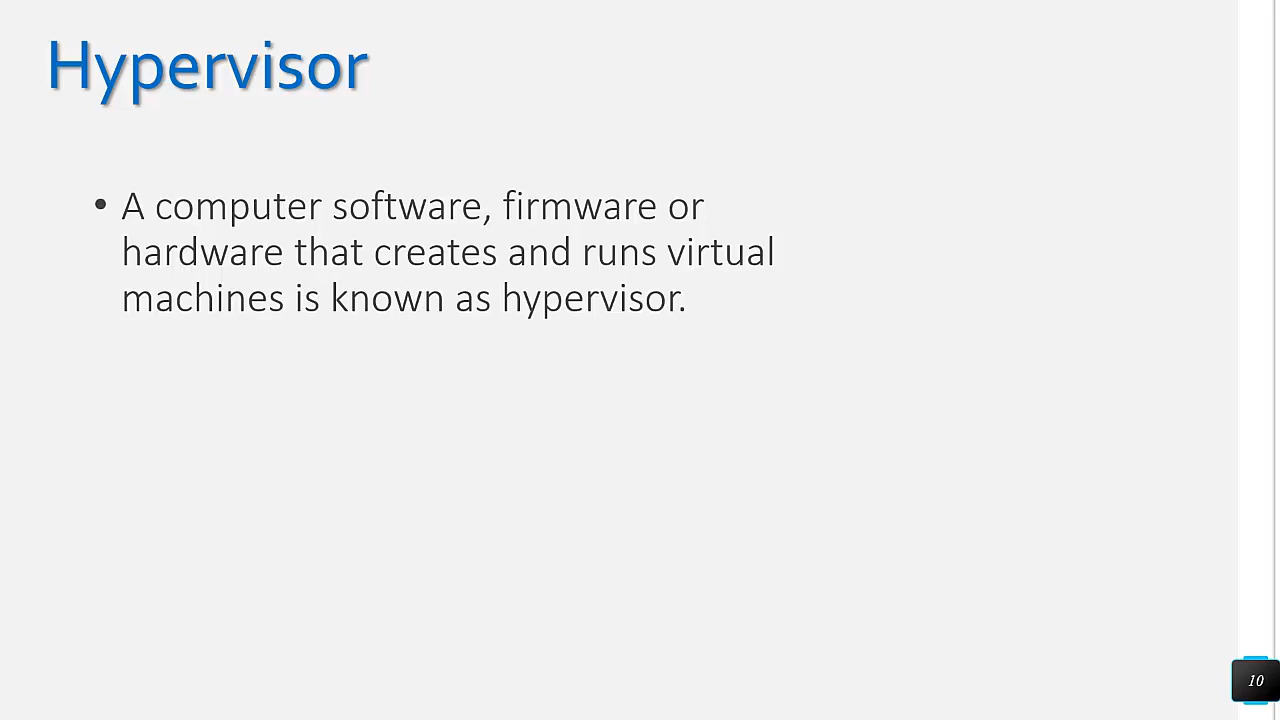 Hypervisor
• A computer software, firmware or
hardware that creates and runs virtual
machines is known as hypervisor.
10